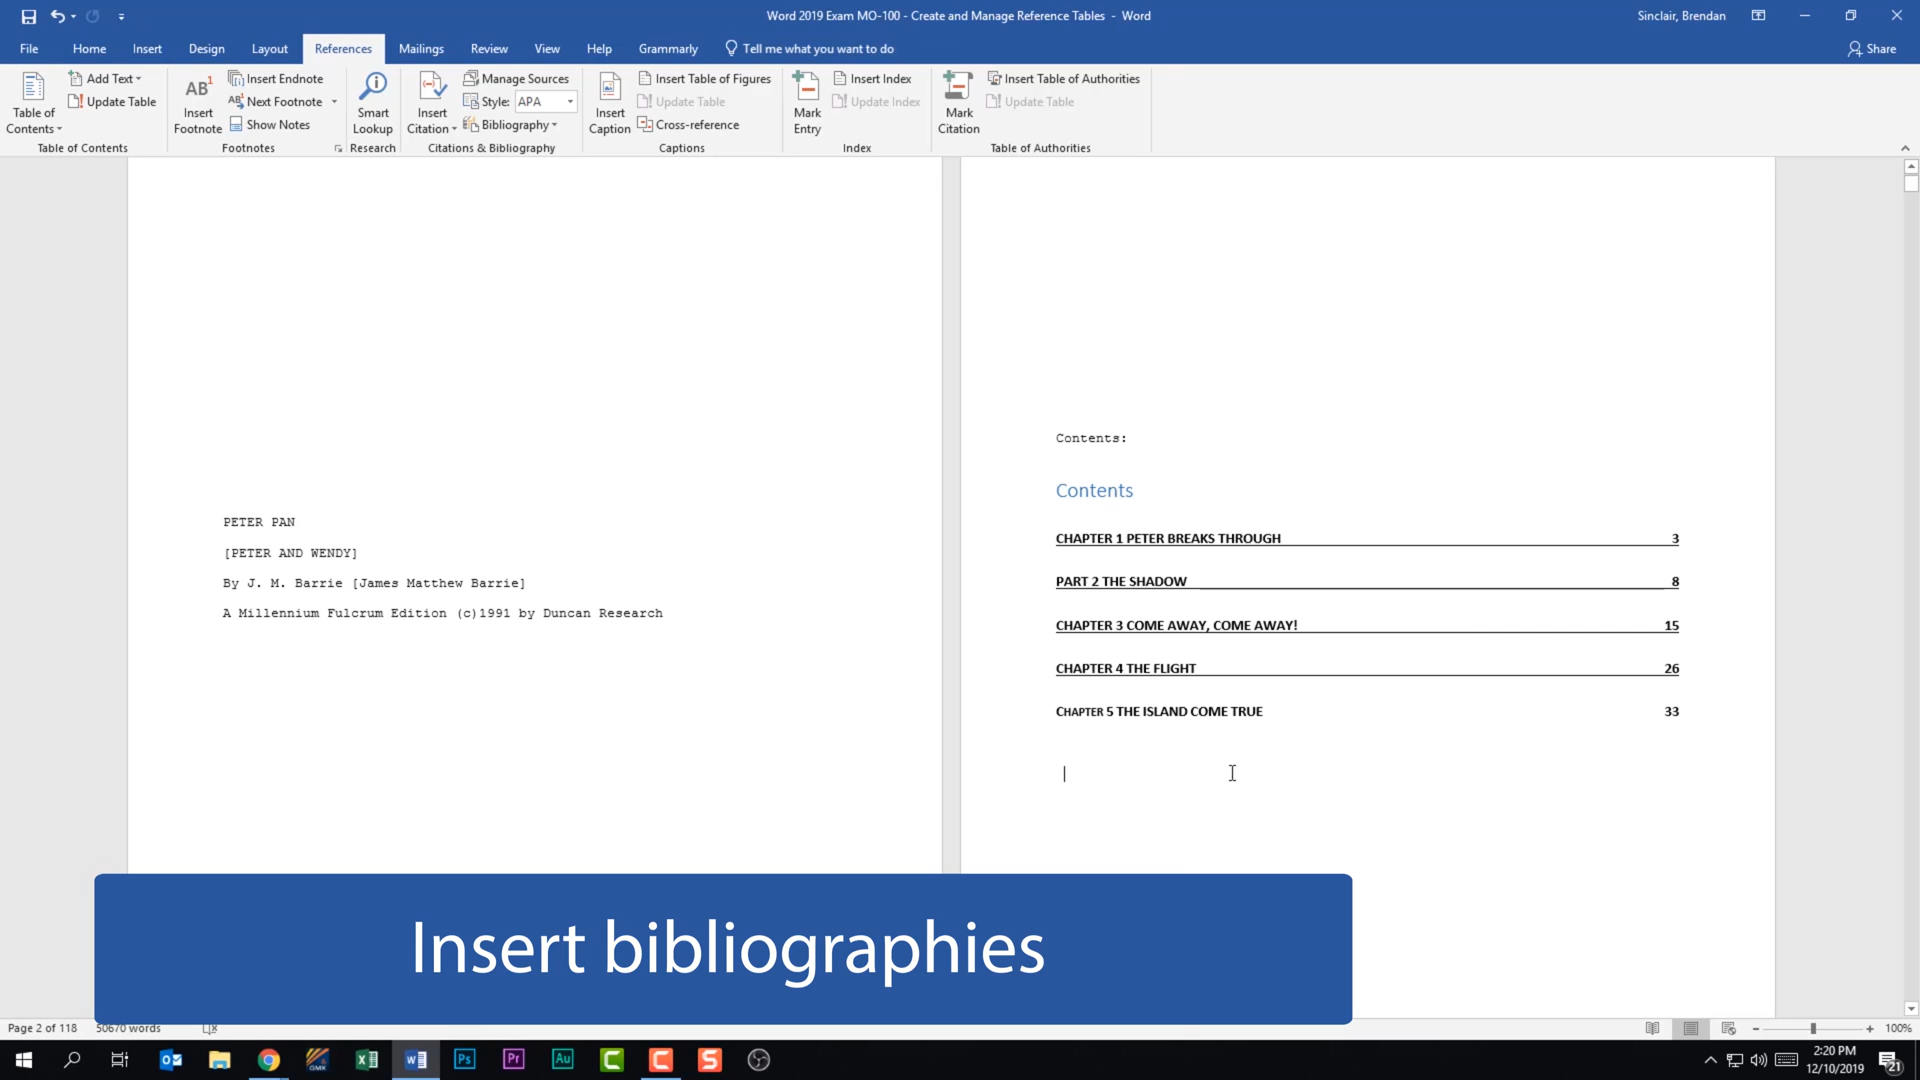 Word 2019 Exam MO-100 - Create and Manage Reference Tables - Word
Sinclair, Brendan
File Home Insert Design Layout References Mailings Review View Help Grammarly Tell me what you want to do
Share
Table of Contents
Add Text
Update Table
Table of Contents
AB1 Insert Footnote
Insert Endnote
Next Footnote
Show Notes
Footnotes
Smart Lookup
Research
Insert Citation
Manage Sources
Style: APA
Bibliography
Citations & Bibliography
Insert Caption
Insert Table of Figures
Update Table
Cross-reference
Captions
Mark Entry
Insert Index
Update Index
Index
Mark Citation
Insert Table of Authorities
Update Table
Table of Authorities
PETER PAN
[PETER AND WENDY]
By J. M. Barrie [James Matthew Barrie]
A Millennium Fulcrum Edition (c)1991 by Duncan Research
Contents:
Contents
CHAPTER 1 PETER BREAKS THROUGH 3
PART 2 THE SHADOW 8
CHAPTER 3 COME AWAY, COME AWAY! 15
CHAPTER 4 THE FLIGHT 26
CHAPTER 5 THE ISLAND COME TRUE 33
Insert bibliographies
Page 2 of 118 50670 words
100%
Ps Pr Au
2:20 PM
12/10/2019
21